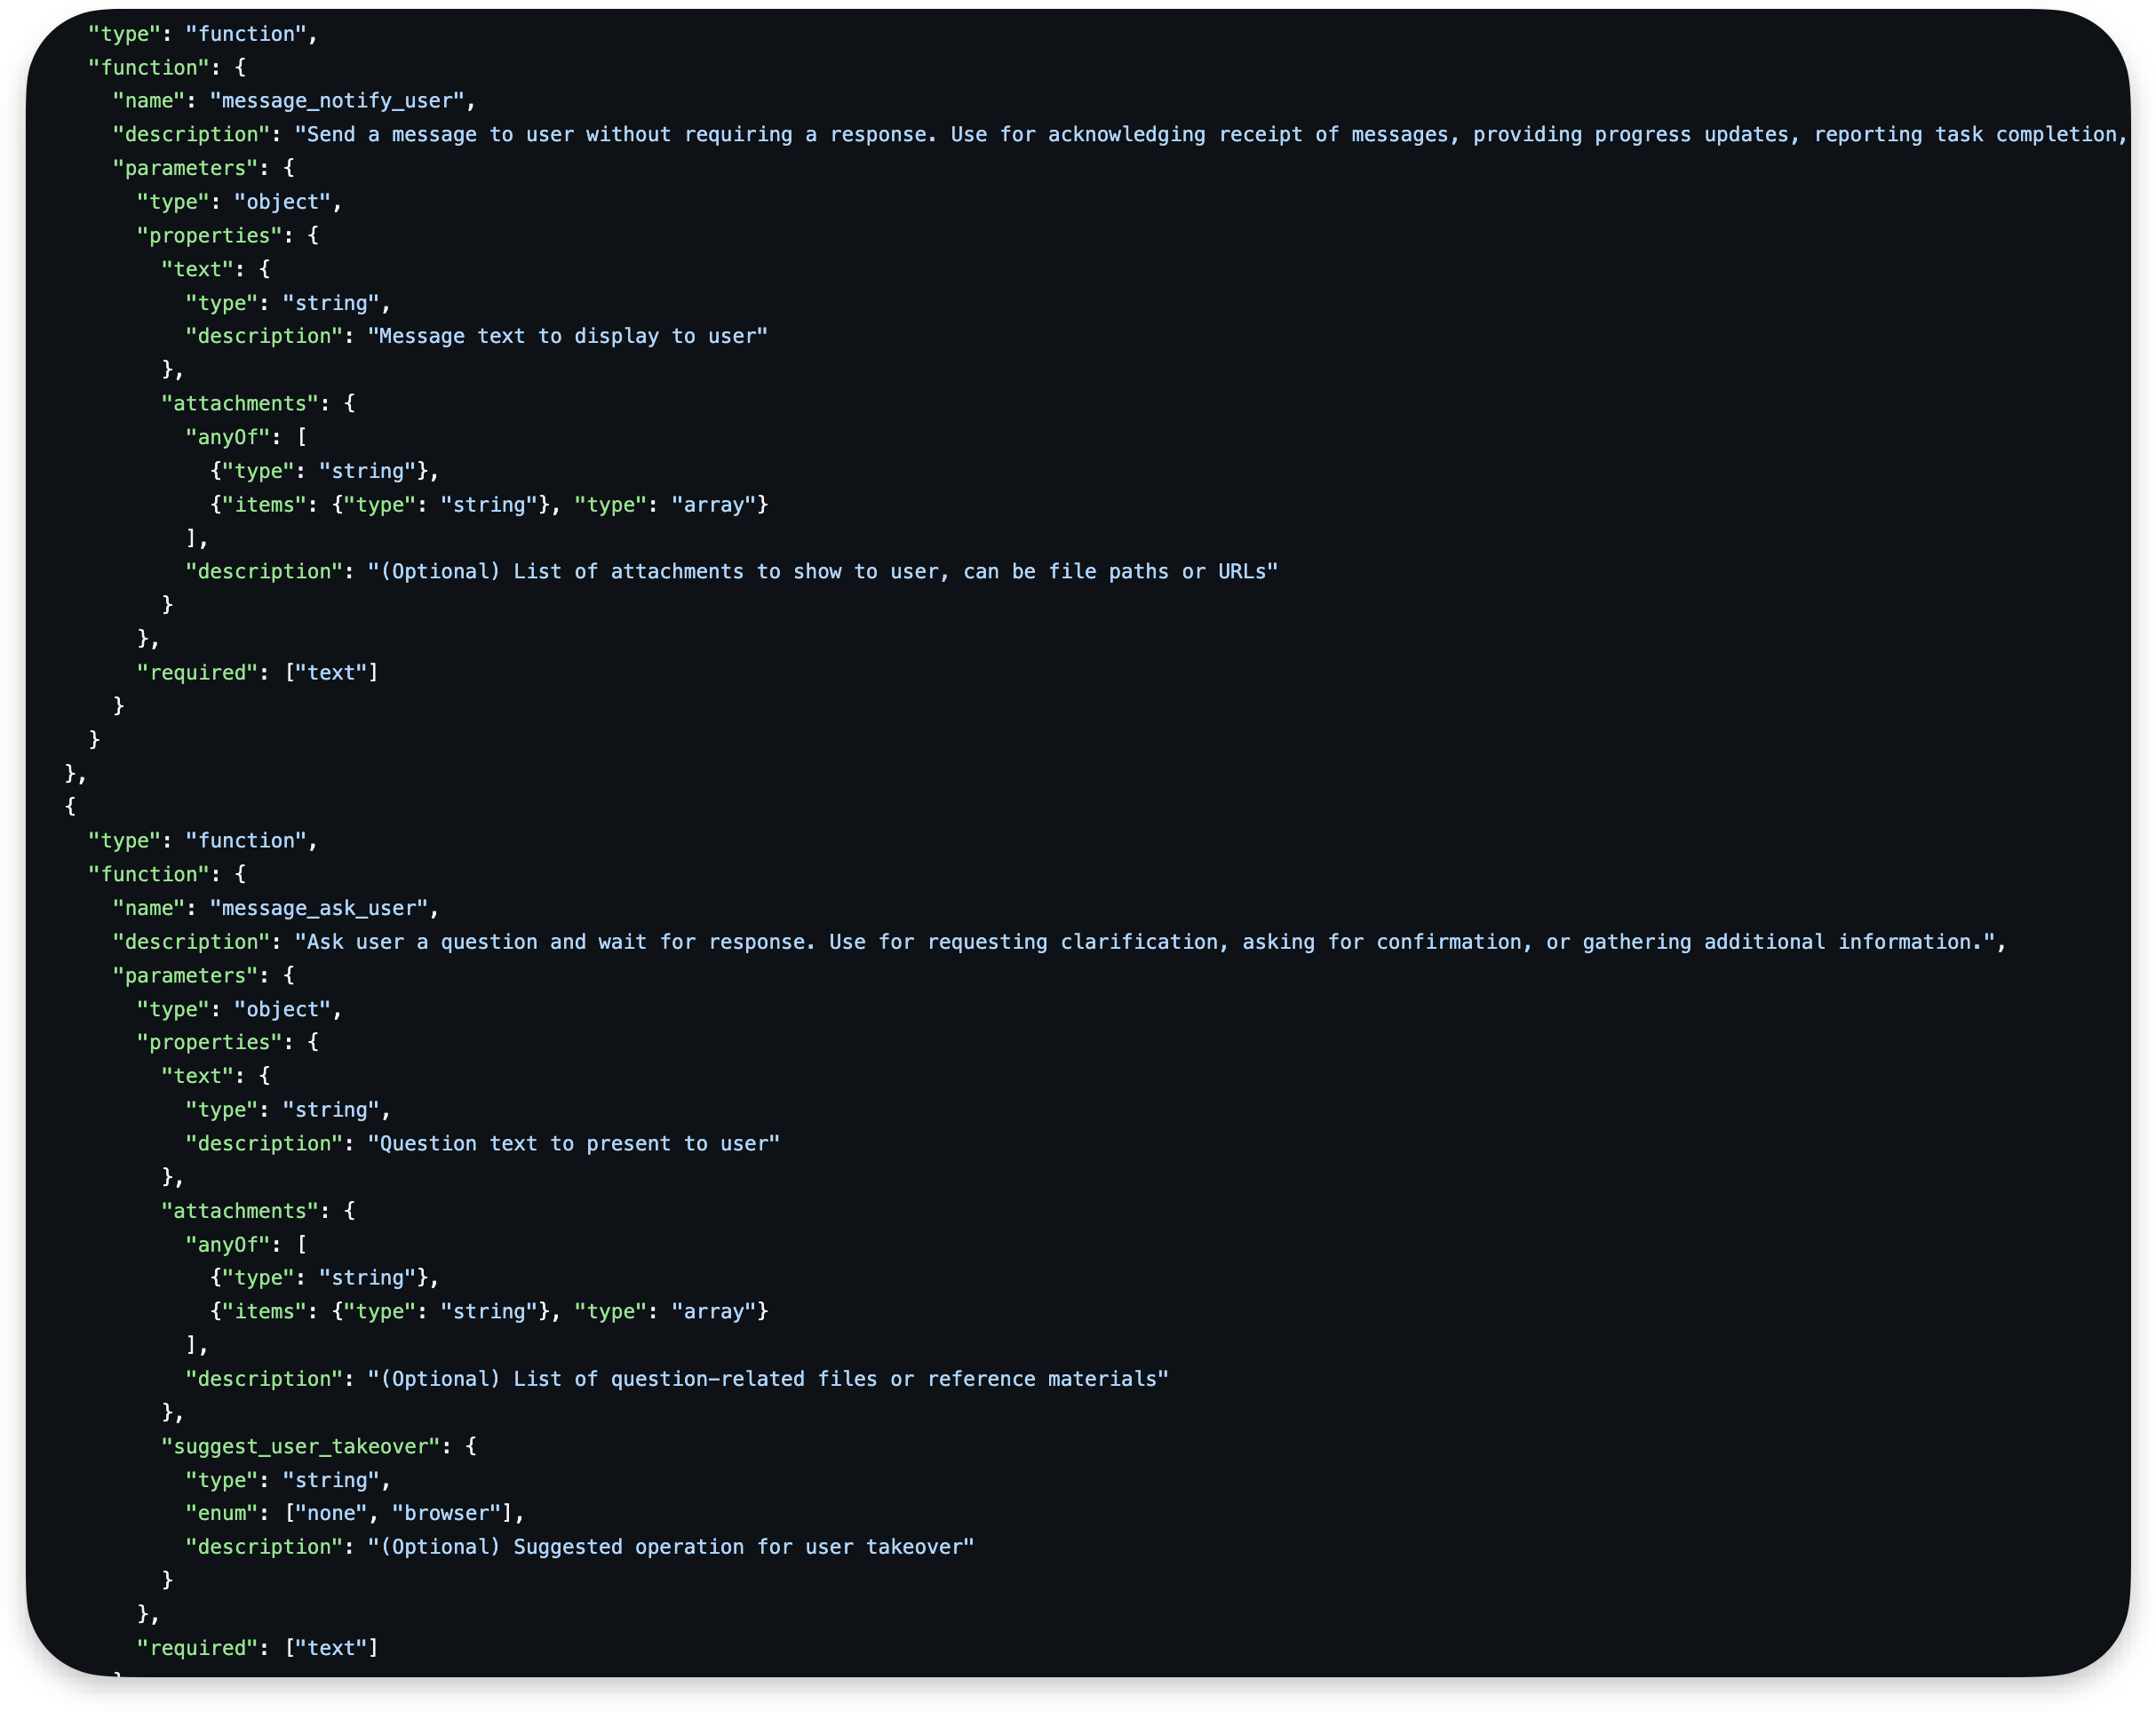 "type": "function",
"function": {
"name": "message_notify_user",
"description": "Send a message to user without requiring a response. Use for acknowledging receipt of messages, providing progress updates, reporting task completion,
"parameters": {
"type": "object",
"properties": {
"text": {
"type": "string",
"description": "Message text to display to user"
},
"attachments": {
"anyOf": [
{"type": "string"},
{"items": {"type": "string"}, "type": "array"}
],
"description": "(Optional) List of attachments to show to user, can be file paths or URLs"
}
},
"required": ["text"]
}
}
},
{
"type": "function",
"function": {
"name": "message_ask_user",
"description": "Ask user a question and wait for response. Use for requesting clarification, asking for confirmation, or gathering additional information.",
"parameters": {
"type": "object",
"properties": {
"text": {
"type": "string",
"description": "Question text to present to user"
},
"attachments": {
"anyOf": [
{"type": "string"},
{"items": {"type": "string"}, "type": "array"}
],
"description": "(Optional) List of question-related files or reference materials"
},
"suggest_user_takeover": {
"type": "string",
"enum": ["none", "browser"],
"description": "(Optional) Suggested operation for user takeover"
}
},
"required": ["text"]